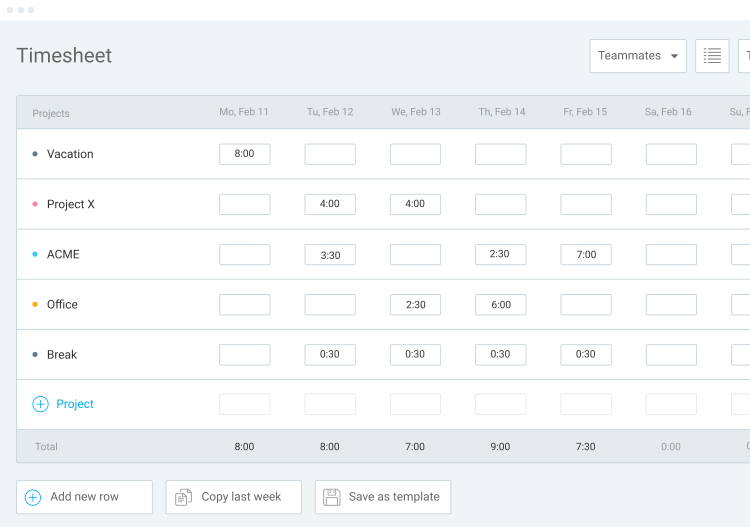 Timesheet
Teammates
Projects Mo, Feb 11 Tu, Feb 12 We, Feb 13 Th, Feb 14 Fr, Feb 15 Sa, Feb 16 Su,
Vacation 8:00
Project X 4:00 4:00
ACME 3:30 2:30 7:00
Office 2:30 6:00
Break 0:30 0:30 0:30 0:30
Project
Total 8:00 8:00 7:00 9:00 7:30 0:00
Add new row Copy last week Save as template